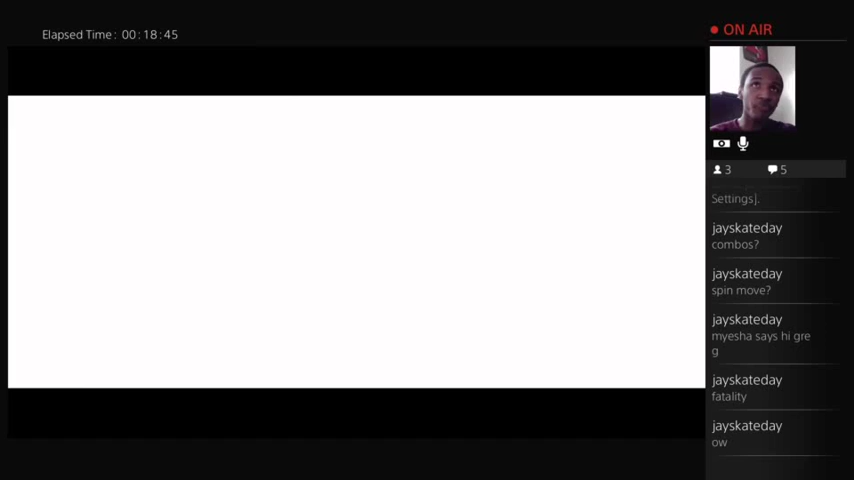 Elapsed Time: 00:18:45
ON AIR
3
5
Settings].
jayskateday
combos?
jayskateday
spin move?
jayskateday
myesha says hi gre
g
jayskateday
fatality
jayskateday
ow